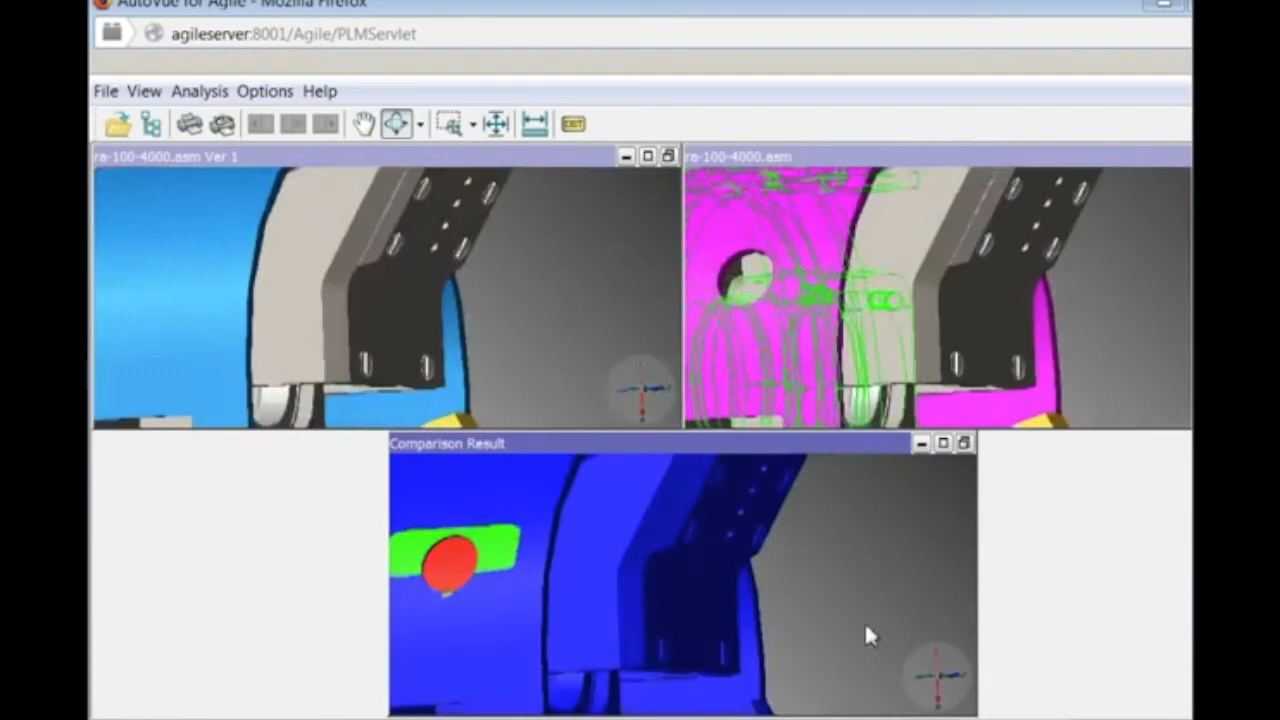 AutoVue for Agile - Mozilla Firefox
agileserver:8001/Agile/PLMServlet
File View Analysis Options Help
EXIT
ra-100-4000.asm Ver 1
ra-100-4000.asm
Comparison Result